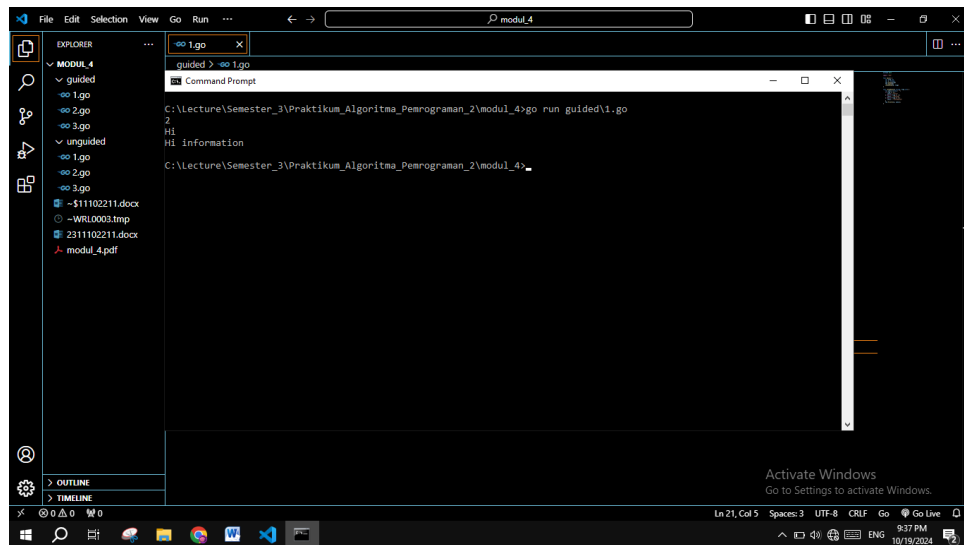 File Edit Selection View Go Run ··· modul_4
EXPLORER ···
MODUL_4
guided
1.go
2.go
3.go
unguided
1.go
2.go
3.go
~$11102211.docx
~WRL0003.tmp
2311102211.docx
modul_4.pdf
OUTLINE
TIMELINE
1.go
guided > 1.go
Command Prompt
C:\Lecture\Semester_3\Praktikum_Algoritma_Pemrograman_2\modul_4>go run guided\1.go
2
Hi
Hi information
C:\Lecture\Semester_3\Praktikum_Algoritma_Pemrograman_2\modul_4>
Activate Windows
Go to Settings to activate Windows.
0 0 0 Ln 21, Col 5 Spaces: 3 UTF-8 CRLF Go Go Live
ENG 9:37 PM
10/19/2024
2